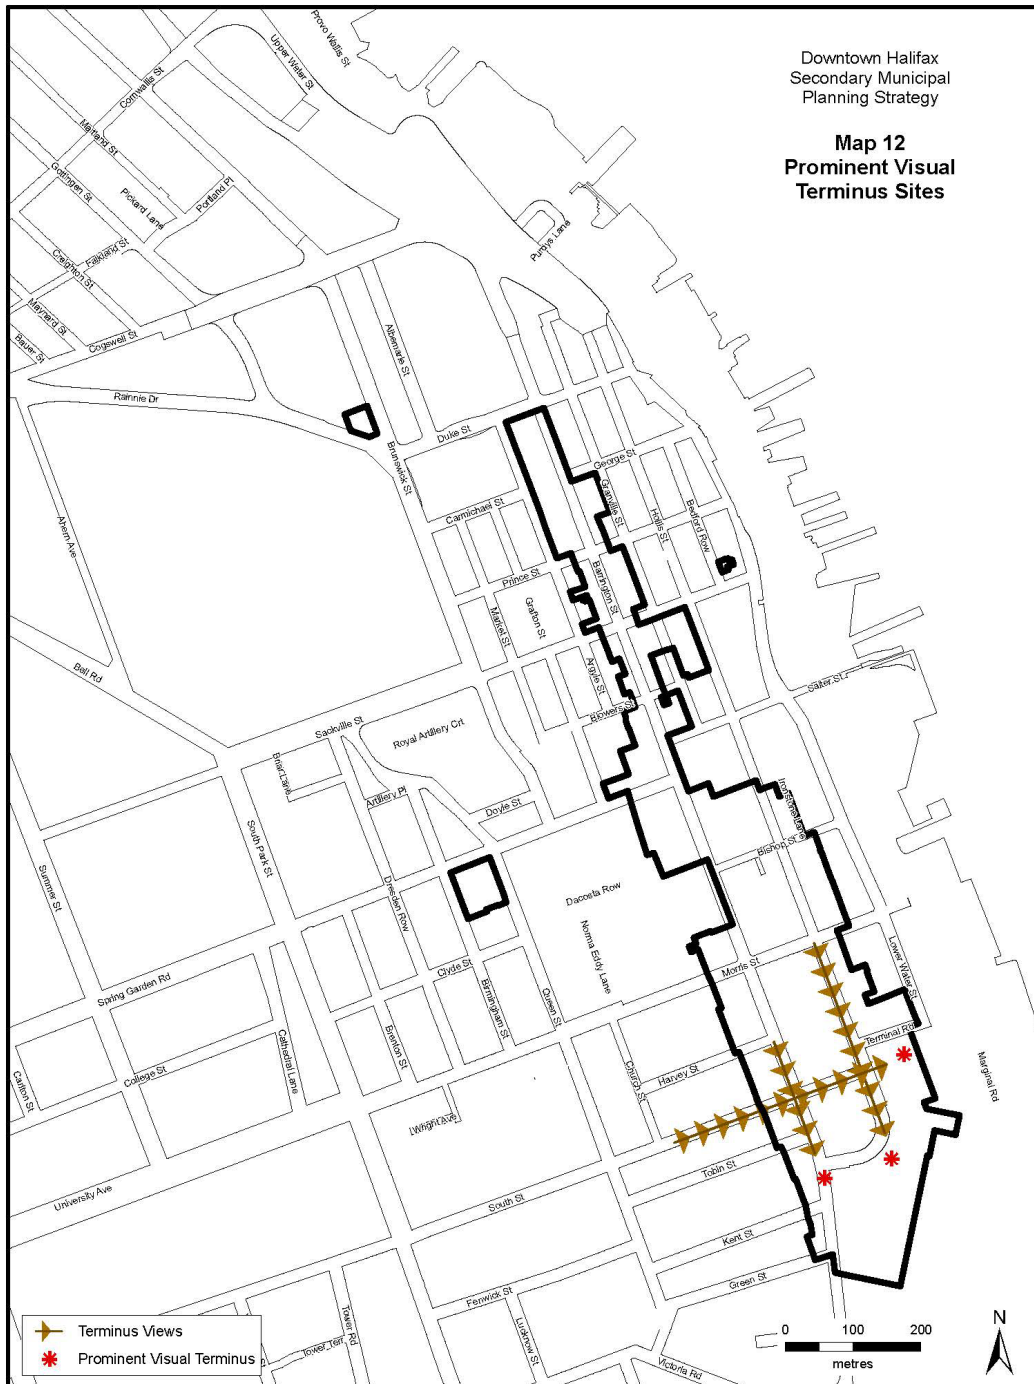 Downtown Halifax
Secondary Municipal
Planning Strategy
Map 12
Prominent Visual
Terminus Sites
Provo Wallis St
Upper Water St
Cornwallis St
Maitland St
Gottingen St
Pickard Lane
Portland Pl
Purdys Lane
Falkland St
Creighton St
Maynard St
Bauer St
Cogswell St
Albemarle St
Rainnie Dr
Duke St
Brunswick St
George St
Granville St
Hollis St
Bedford Row
Carmichael St
Ahern Ave
Prince St
Barrington St
Grafton St
Market St
Argyle St
Bell Rd
Salter St
Blowers St
Sackville St
Royal Artillery Crt
Briar Lane
Artillery Pl
Doyle St
Ironstone Lane
Bishop St
South Park St
Summer St
Dresden Row
Dacosta Row
Norma Eddy Lane
Lower Water St
Morris St
Clyde St
Spring Garden Rd
Birmingham St
Queen St
Terminal Rd
Brenton St
Cathedral Lane
College St
Carlton St
Church St
Harvey St
Marginal Rd
Wright Ave
Tobin St
University Ave
South St
Kent St
Green St
Fenwick St
Tower Rd
Lucknow St
Tower Terr
Victoria Rd
Terminus Views
Prominent Visual Terminus
0 100 200
metres
N